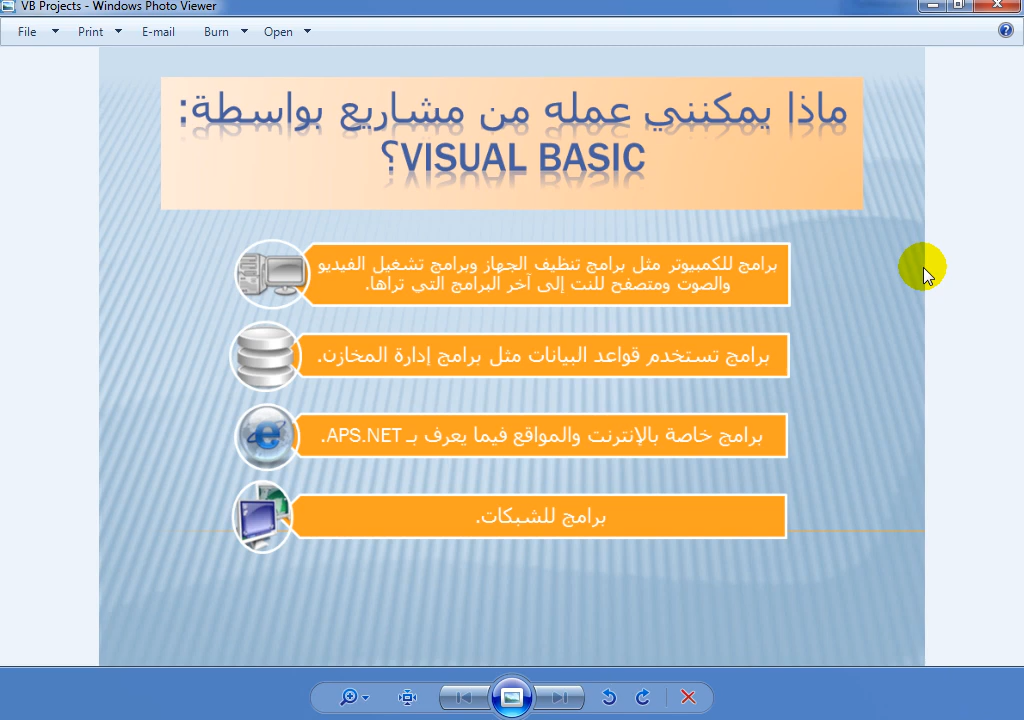 VB Projects - Windows Photo Viewer
File Print E-mail Burn Open
ماذا يمكنني عمله من مشاريع بواسطة:
VISUAL BASIC؟
برامج للكمبيوتر مثل برامج تنظيف الجهاز وبرامج تشغيل الفيديو
والصوت ومتصفح للنت إلى آخر البرامج التي تراها.
برامج تستخدم قواعد البيانات مثل برامج إدارة المخازن.
برامج خاصة بالإنترنت والمواقع فيما يعرف بـ APS.NET.
برامج للشبكات.